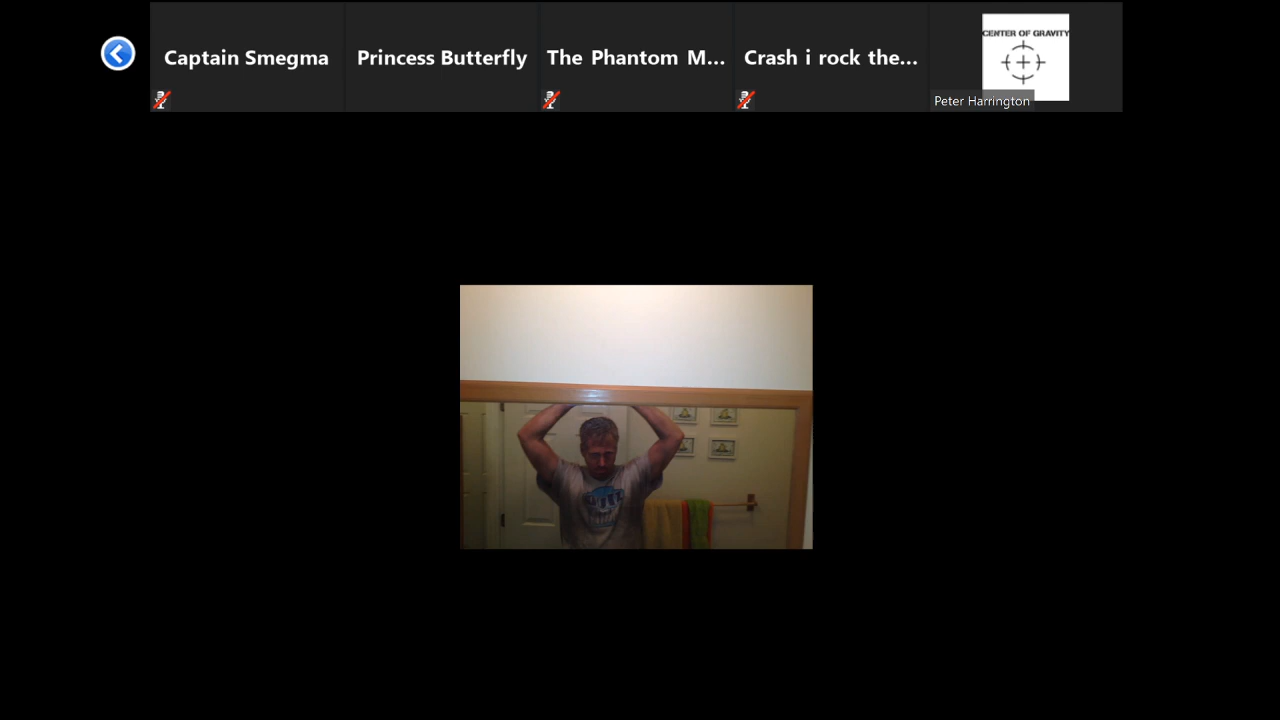 Captain Smegma
Princess Butterfly
The Phantom M...
Crash i rock the...
CENTER OF GRAVITY
Peter Harrington